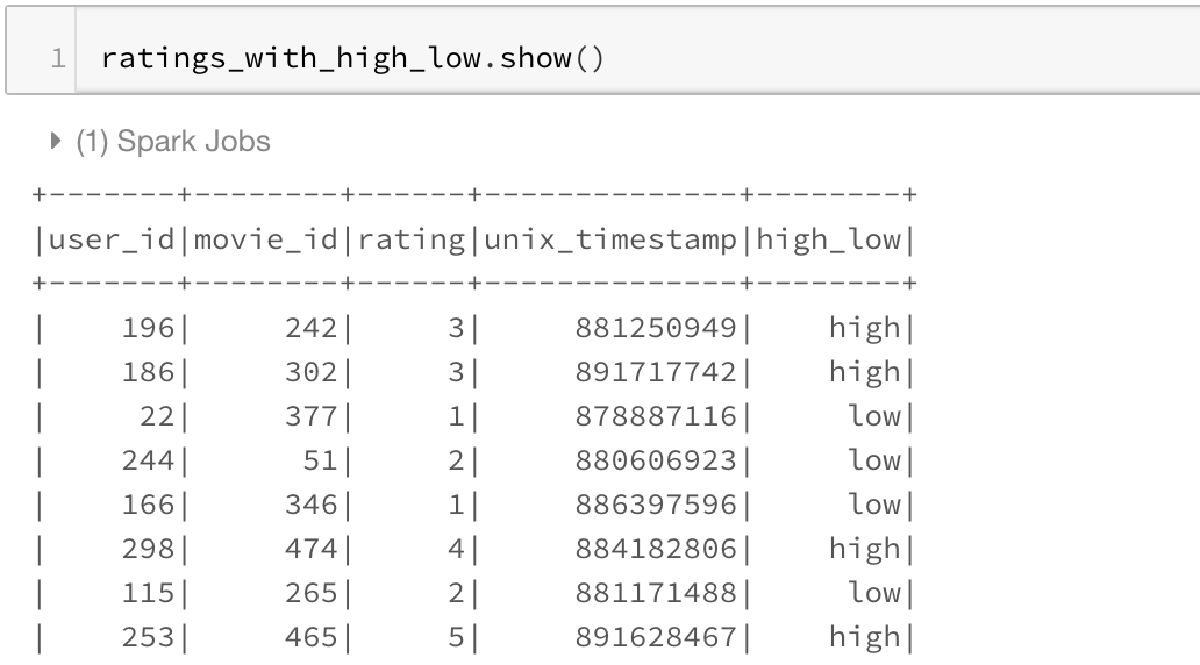 1 ratings_with_high_low.show()
(1) Spark Jobs
+-------+--------+------+--------------+--------+
|user_id|movie_id|rating|unix_timestamp|high_low|
+-------+--------+------+--------------+--------+
|    196|     242|     3|     881250949|    high|
|    186|     302|     3|     891717742|    high|
|     22|     377|     1|     878887116|     low|
|    244|      51|     2|     880606923|     low|
|    166|     346|     1|     886397596|     low|
|    298|     474|     4|     884182806|    high|
|    115|     265|     2|     881171488|     low|
|    253|     465|     5|     891628467|    high|